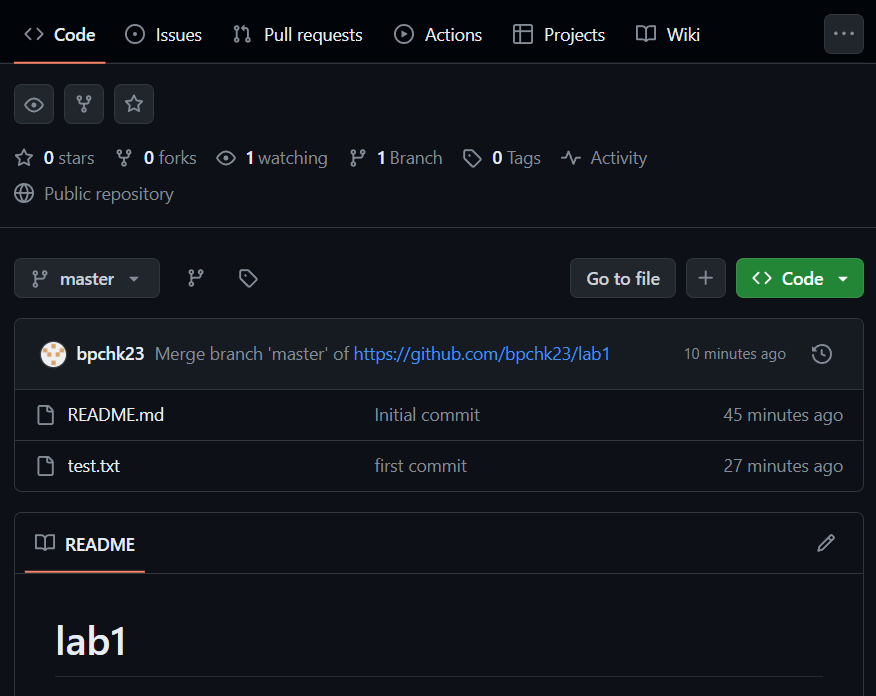 Code Issues Pull requests Actions Projects Wiki
0 stars 0 forks 1 watching 1 Branch 0 Tags Activity
Public repository
master Go to file Code
bpchk23 Merge branch 'master' of https://github.com/bpchk23/lab1 10 minutes ago
README.md Initial commit 45 minutes ago
test.txt first commit 27 minutes ago
README
lab1